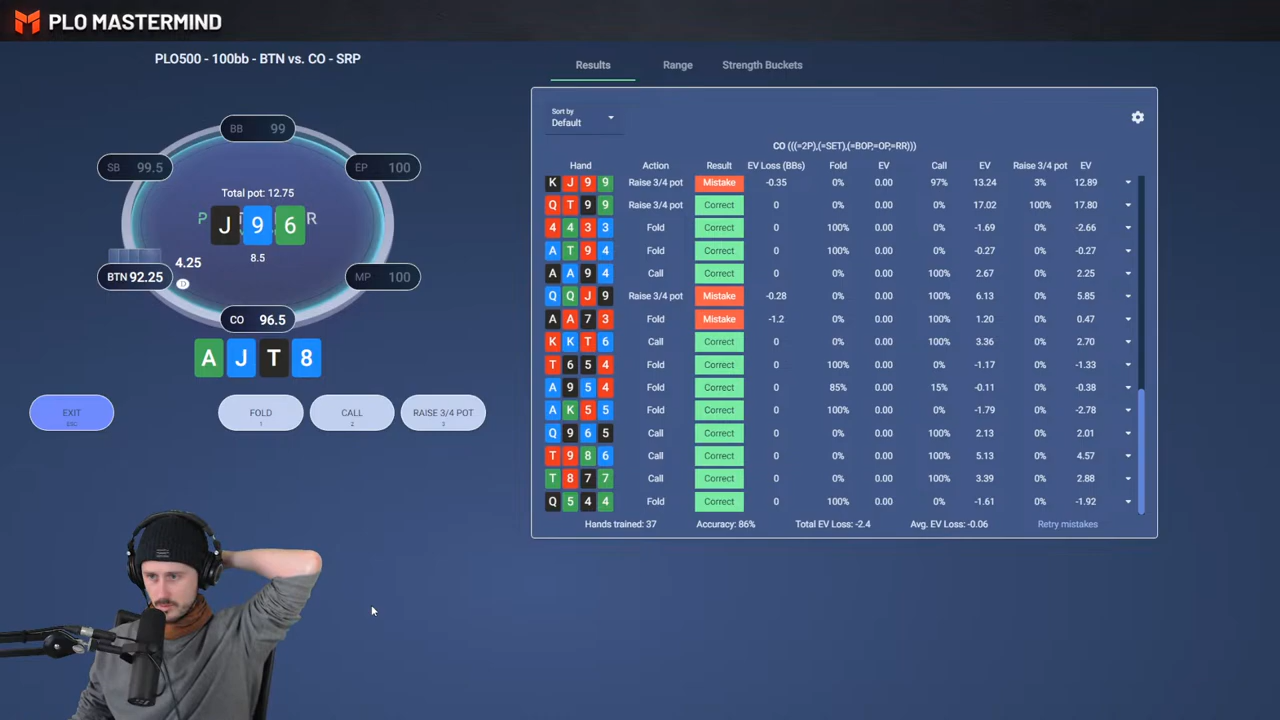 PLO MASTERMIND
PLO500 - 100bb - BTN vs. CO - SRP
BB 99
SB 99.5
EP 100
Total pot: 12.75
P
R
J 9 6
8.5
4.25
BTN 92.25
D
MP 100
CO 96.5
A J T 8
EXIT
ESC
FOLD
1
CALL
2
RAISE 3/4 POT
3
Results Range Strength Buckets
Sort by
Default
CO (((=2P),(=SET),(=BOP,=OP,=RR)))
Hand Action Result EV Loss (BBs) Fold EV Call EV Raise 3/4 pot EV
K J 9 9 Raise 3/4 pot Mistake -0.35 0% 0.00 97% 13.24 3% 12.89
Q T 9 9 Raise 3/4 pot Correct 0 0% 0.00 0% 17.02 100% 17.80
4 4 3 3 Fold Correct 0 100% 0.00 0% -1.69 0% -2.66
A T 9 4 Fold Correct 0 100% 0.00 0% -0.27 0% -0.27
A A 9 4 Call Correct 0 0% 0.00 100% 2.67 0% 2.25
Q Q J 9 Raise 3/4 pot Mistake -0.28 0% 0.00 100% 6.13 0% 5.85
A A 7 3 Fold Mistake -1.2 0% 0.00 100% 1.20 0% 0.47
K K T 6 Call Correct 0 0% 0.00 100% 3.36 0% 2.70
T 6 5 4 Fold Correct 0 100% 0.00 0% -1.17 0% -1.33
A 9 5 4 Fold Correct 0 85% 0.00 15% -0.11 0% -0.38
A K 5 5 Fold Correct 0 100% 0.00 0% -1.79 0% -2.78
Q 9 6 5 Call Correct 0 0% 0.00 100% 2.13 0% 2.01
T 9 8 6 Call Correct 0 0% 0.00 100% 5.13 0% 4.57
T 8 7 7 Call Correct 0 0% 0.00 100% 3.39 0% 2.88
Q 5 4 4 Fold Correct 0 100% 0.00 0% -1.61 0% -1.92
Hands trained: 37 Accuracy: 86% Total EV Loss: -2.4 Avg. EV Loss: -0.06 Retry mistakes